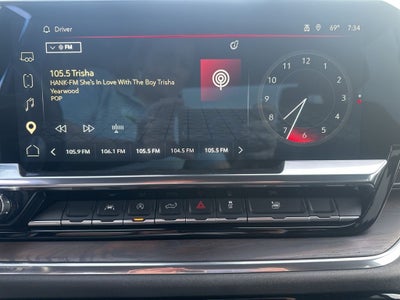 Driver
69°
7:34
FM
105.5 Trisha
HANK-FM She's In Love With The Boy Trisha
Yearwood
POP
105.9 FM 106.1 FM 105.5 FM 104.5 FM 105.5 FM
12
1
2
3
4
5
6
7
8
9
10
11